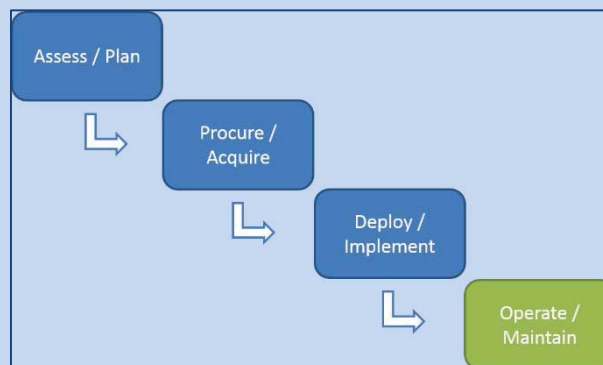 Assess / Plan
Procure /
Acquire
Deploy /
Implement
Operate /
Maintain